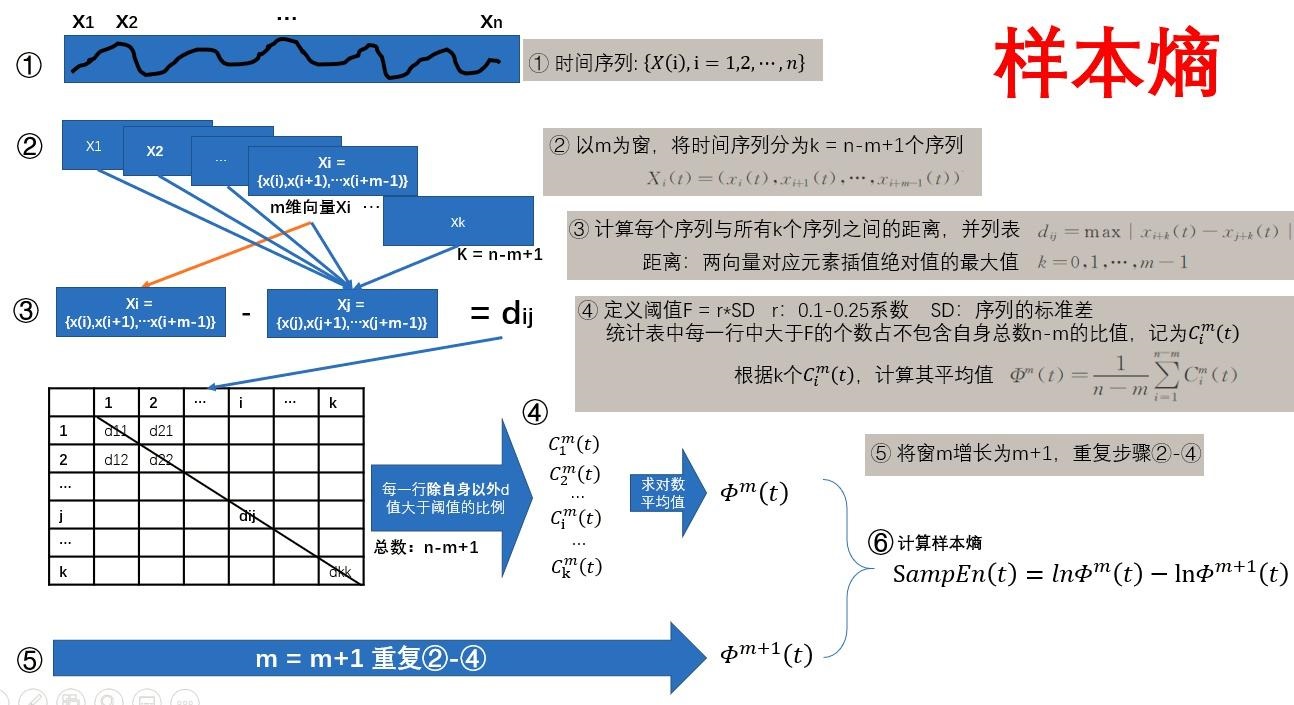 X1 X2 ... Xn
样本熵
①
① 时间序列: {X(i), i = 1,2, ⋯, n}
②
X1
X2
...
Xi =
{x(i),x(i+1),···x(i+m-1)}
m维向量Xi ···
Xk
K = n-m+1
② 以m为窗，将时间序列分为k = n-m+1个序列
X_i(t) = (x_i(t), x_{i+1}(t), ⋯, x_{i+m-1}(t))
③ 计算每个序列与所有k个序列之间的距离，并列表 d_{ij} = max | x_{i+k}(t) − x_{j+k}(t) |
距离：两向量对应元素插值绝对值的最大值 k = 0,1,⋯,m−1
③
Xi =
{x(i),x(i+1),···x(i+m-1)}
-
Xj =
{x(j),x(j+1),···x(j+m-1)}
= dij
④ 定义阈值F = r*SD r：0.1-0.25系数 SD：序列的标准差
统计表中每一行中大于F的个数占不包含自身总数n-m的比值，记为C_i^m(t)
根据k个C_i^m(t)，计算其平均值 Φ^m(t) = \frac{1}{n−m} \sum_{i=1}^{n−m} C_i^m(t)
1 2 ··· i ··· k
1 d11 d21
2 d12 d22
···
j dij
···
k dkk
每一行除自身以外d
值大于阈值的比例
总数：n-m+1
④
C_1^m(t)
C_2^m(t)
...
C_i^m(t)
...
C_k^m(t)
求对数
平均值
Φ^m(t)
⑤ 将窗m增长为m+1，重复步骤②-④
⑥ 计算样本熵
SampEn(t) = lnΦ^m(t) − lnΦ^{m+1}(t)
⑤
m = m+1 重复②-④
Φ^{m+1}(t)